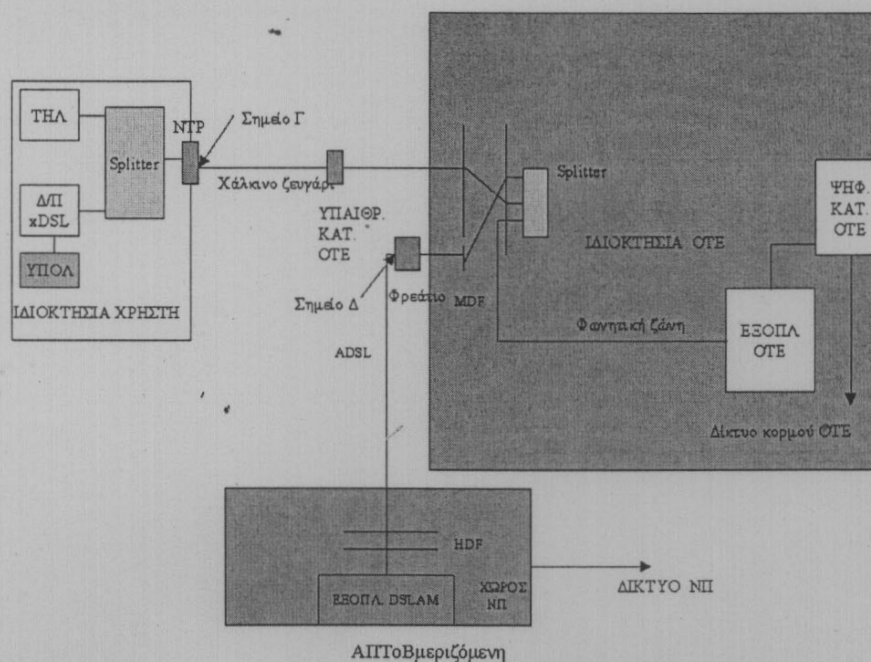 ΤΗΛ
Splitter
Δ/Π
xDSL
ΥΠΟΛ
ΙΔΙΟΚΤΗΣΙΑ ΧΡΗΣΤΗ
NTP
Σημείο Γ
Χάλκινο ζευγάρι
ΥΠΑΙΘΡ.
ΚΑΤ.
ΟΤΕ
Σημείο Δ
Φρεάτιο
MDF
ADSL
Splitter
ΙΔΙΟΚΤΗΣΙΑ ΟΤΕ
ΨΗΦ.
ΚΑΤ.
ΟΤΕ
Φωνητική ζώνη
ΕΞΟΠΛ
ΟΤΕ
Δίκτυο κορμού ΟΤΕ
HDF
ΕΞΟΠΛ. DSLAM
ΧΩΡΟΣ
ΝΠ
ΔΙΚΤΥΟ ΝΠ
ΑΠΤοΒμεριζόμενη